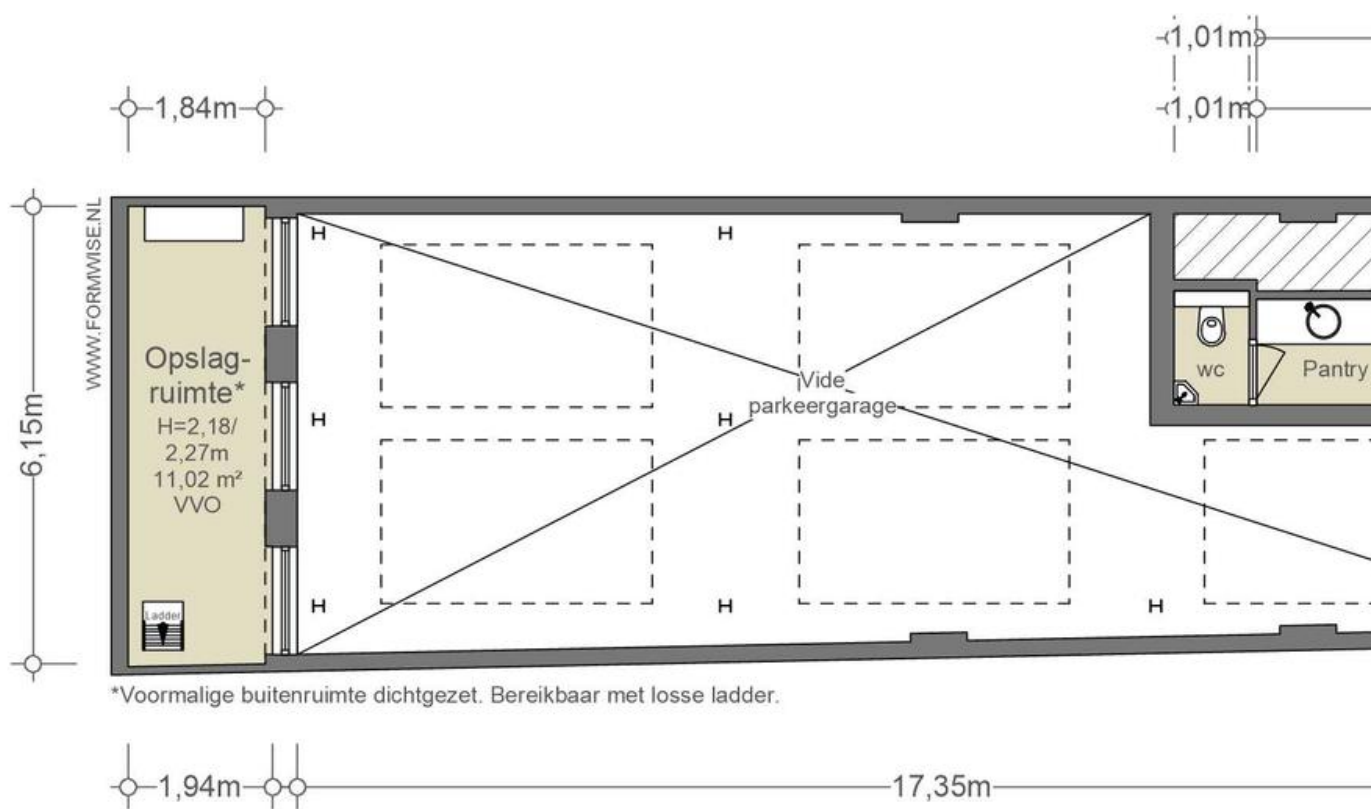 1,01m
1,84m
1,01m
WWW.FORMWISE.NL
6,15m
Opslag-
ruimte*
H=2,18/
2,27m
11,02 m²
VVO
Ladder
H
H
H
H
H
H
H
Vide
parkeergarage
wc
Pantry
*Voormalige buitenruimte dichtgezet. Bereikbaar met losse ladder.
1,94m
17,35m